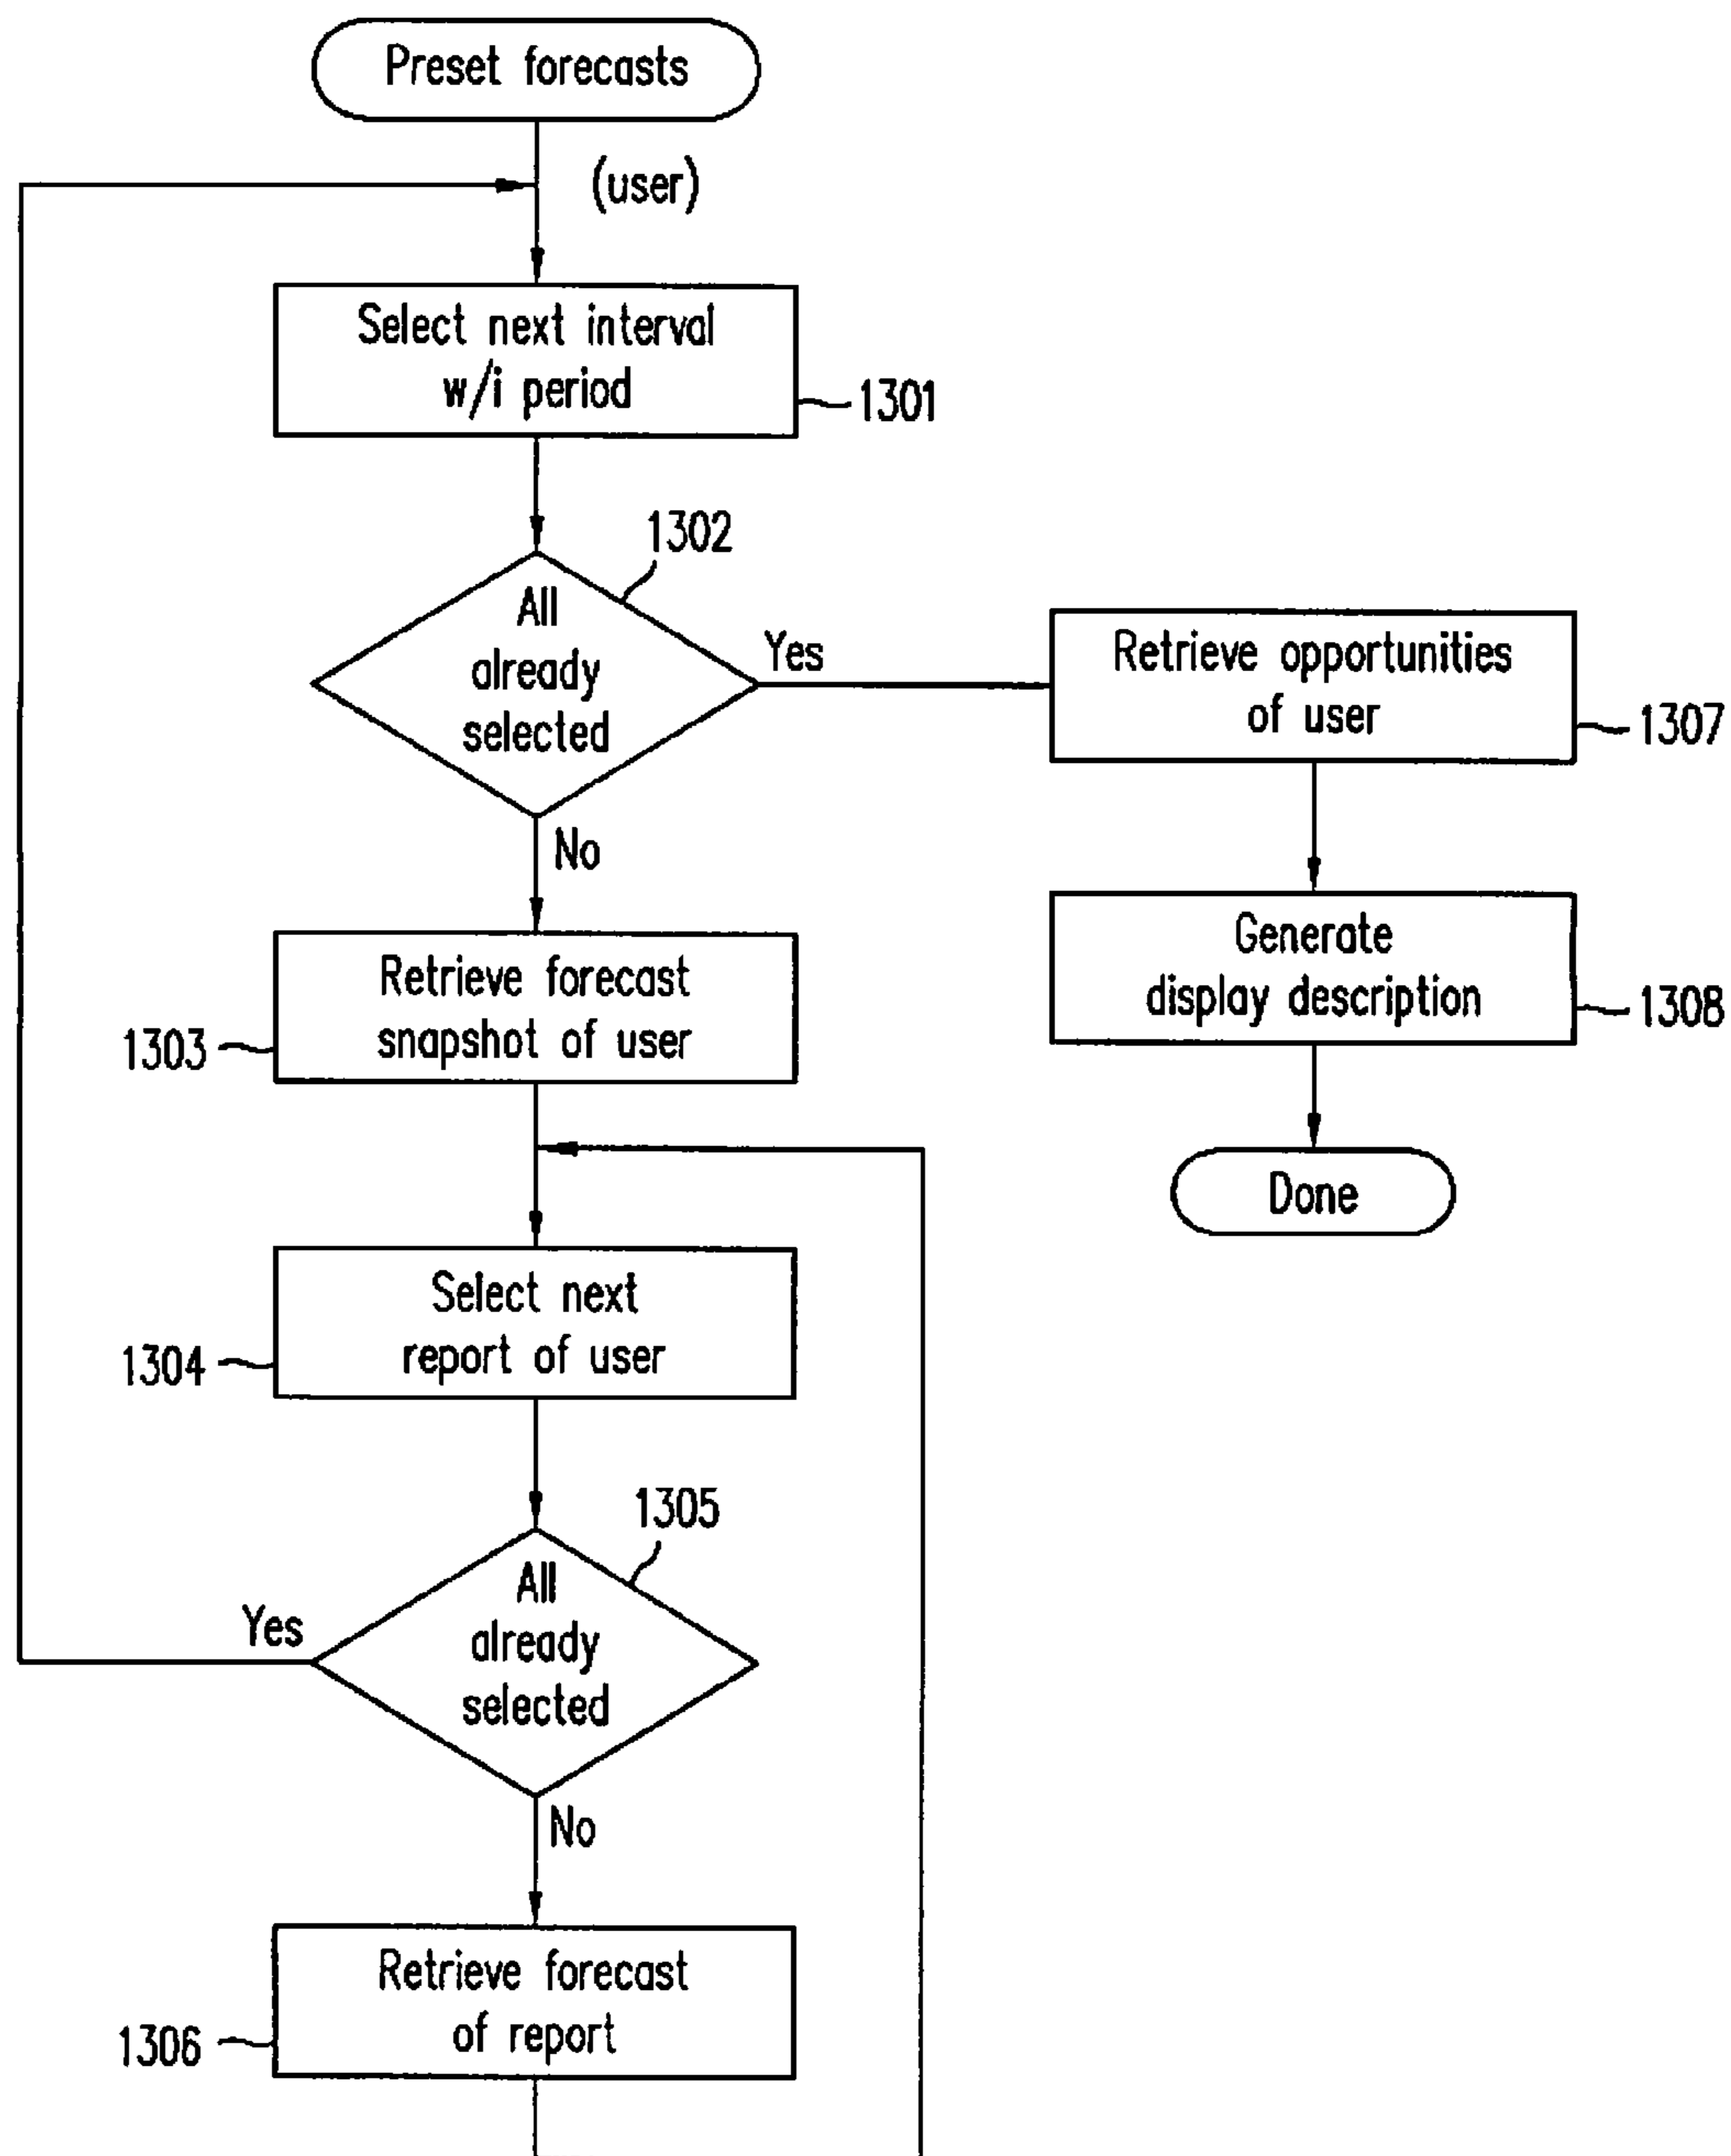 Preset forecasts
(user)
Select next interval
w/i period
1301
1302
All
already
selected
Yes
No
Retrieve opportunities
of user
1307
Generate
display description
1308
Done
Retrieve forecast
snapshot of user
1303
Select next
report of user
1304
1305
All
already
selected
Yes
No
Retrieve forecast
of report
1306